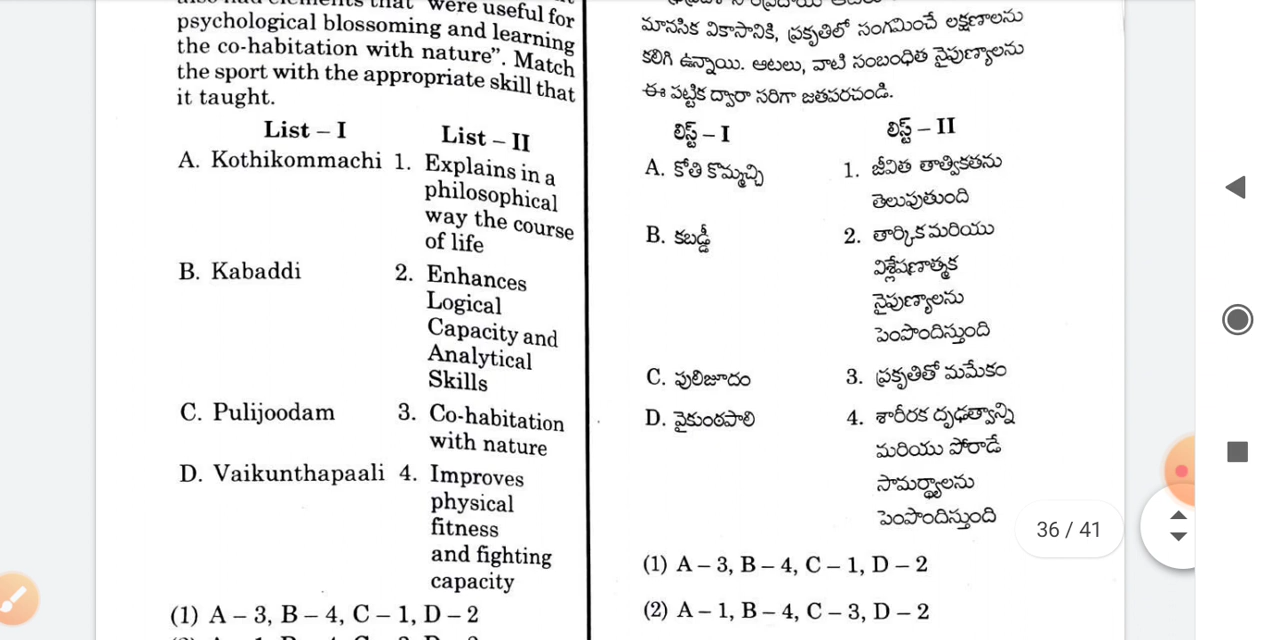 were useful for
psychological blossoming and learning
the co-habitation with nature”. Match
the sport with the appropriate skill that
it taught.
List – I
List – II
A. Kothikommachi
1. Explains in a
philosophical
way the course
of life
B. Kabaddi
2. Enhances
Logical
Capacity and
Analytical
Skills
C. Pulijoodam
3. Co-habitation
with nature
D. Vaikunthapaali
4. Improves
physical
fitness
and fighting
capacity
(1) A – 3, B – 4, C – 1, D – 2
మానసిక వికాసానికి, ప్రకృతిలో సంగమించే లక్షణాలను
కలిగి ఉన్నాయి. ఆటలు, వాటి సంబంధిత నైపుణ్యాలను
ఈ పట్టిక ద్వారా సరిగా జతపరచండి.
లిస్ట్ – I
లిస్ట్ – II
A. కోతి కొమ్మచ్చి
1. జీవిత తాత్వికతను
తెలుపుతుంది
B. కబడ్డీ
2. తార్కిక మరియు
విశ్లేషణాత్మక
నైపుణ్యాలను
పెంపొందిస్తుంది
C. పులిజూదం
3. ప్రకృతితో మమేకం
D. వైకుంఠపాలి
4. శారీరక దృఢత్వాన్ని
మరియు పోరాడే
సామర్థ్యాలను
పెంపొందిస్తుంది
(1) A – 3, B – 4, C – 1, D – 2
(2) A – 1, B – 4, C – 3, D – 2
36 / 41